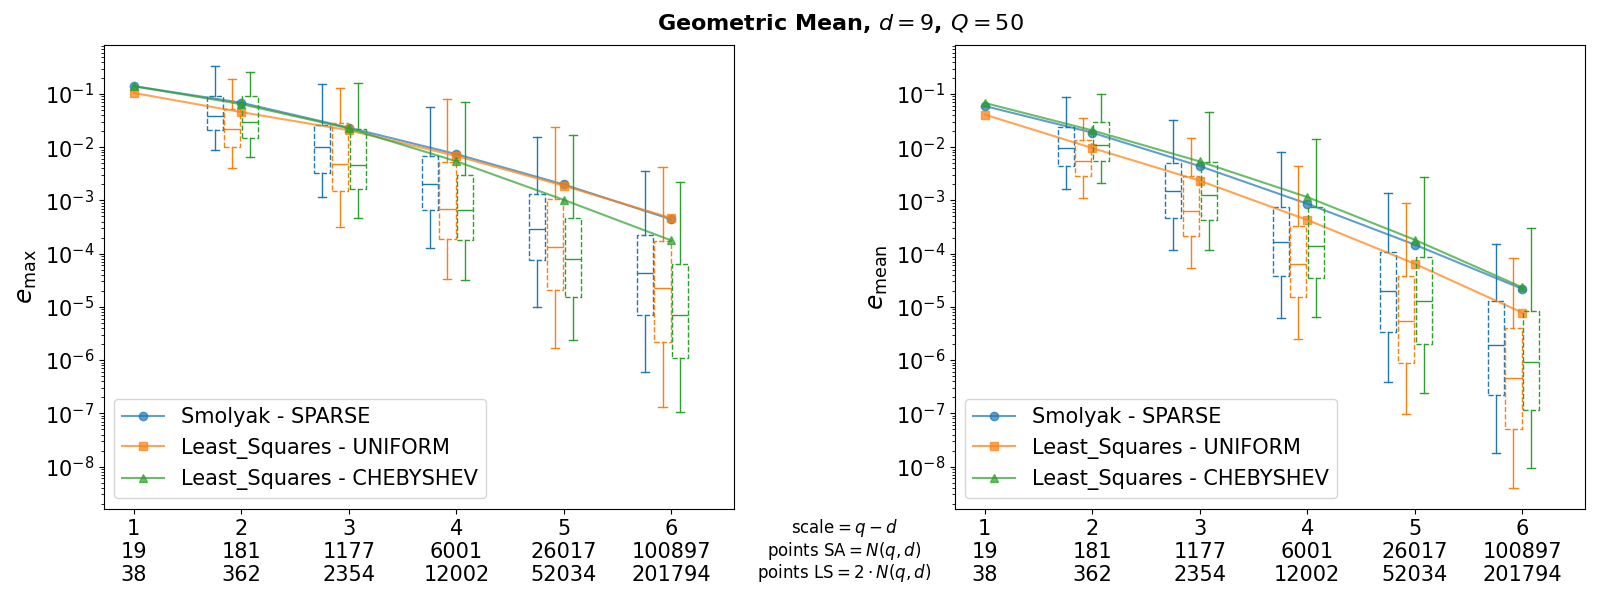 Geometric Mean, d = 9, Q = 50
e_max
10^-1
10^-2
10^-3
10^-4
10^-5
10^-6
10^-7
10^-8
Smolyak - SPARSE
Least_Squares - UNIFORM
Least_Squares - CHEBYSHEV
1 2 3 4 5 6
19 181 1177 6001 26017 100897
38 362 2354 12002 52034 201794
scale = q − d
points SA = N(q, d)
points LS = 2 · N(q, d)
e_mean
10^-1
10^-2
10^-3
10^-4
10^-5
10^-6
10^-7
10^-8
Smolyak - SPARSE
Least_Squares - UNIFORM
Least_Squares - CHEBYSHEV
1 2 3 4 5 6
19 181 1177 6001 26017 100897
38 362 2354 12002 52034 201794